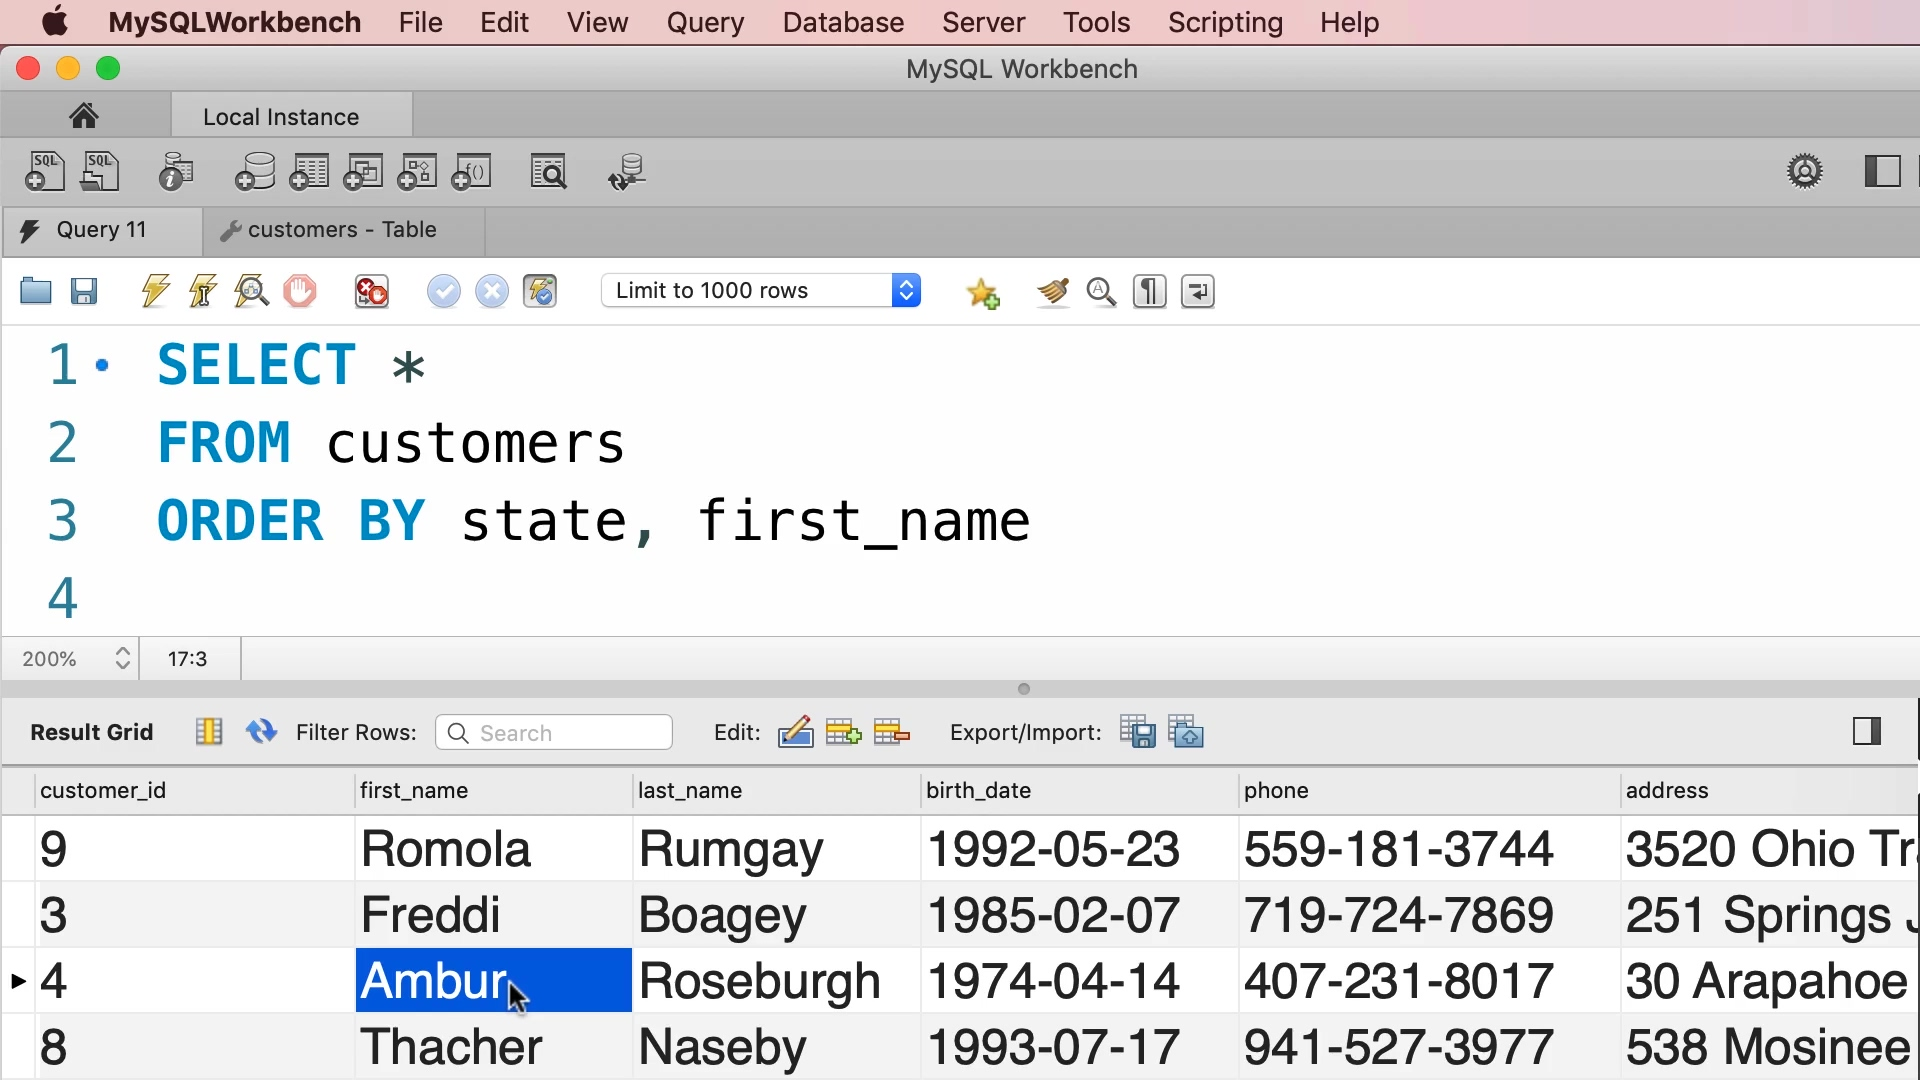 MySQLWorkbench File Edit View Query Database Server Tools Scripting Help
MySQL Workbench
Local Instance
Query 11 customers - Table
Limit to 1000 rows
1 SELECT *
2 FROM customers
3 ORDER BY state, first_name
4
200% 17:3
Result Grid Filter Rows: Search Edit: Export/Import:
customer_id first_name last_name birth_date phone address
9 Romola Rumgay 1992-05-23 559-181-3744 3520 Ohio
3 Freddi Boagey 1985-02-07 719-724-7869 251 Springs
4 Ambur Roseburgh 1974-04-14 407-231-8017 30 Arapahoe
8 Thacher Naseby 1993-07-17 941-527-3977 538 Mosinee